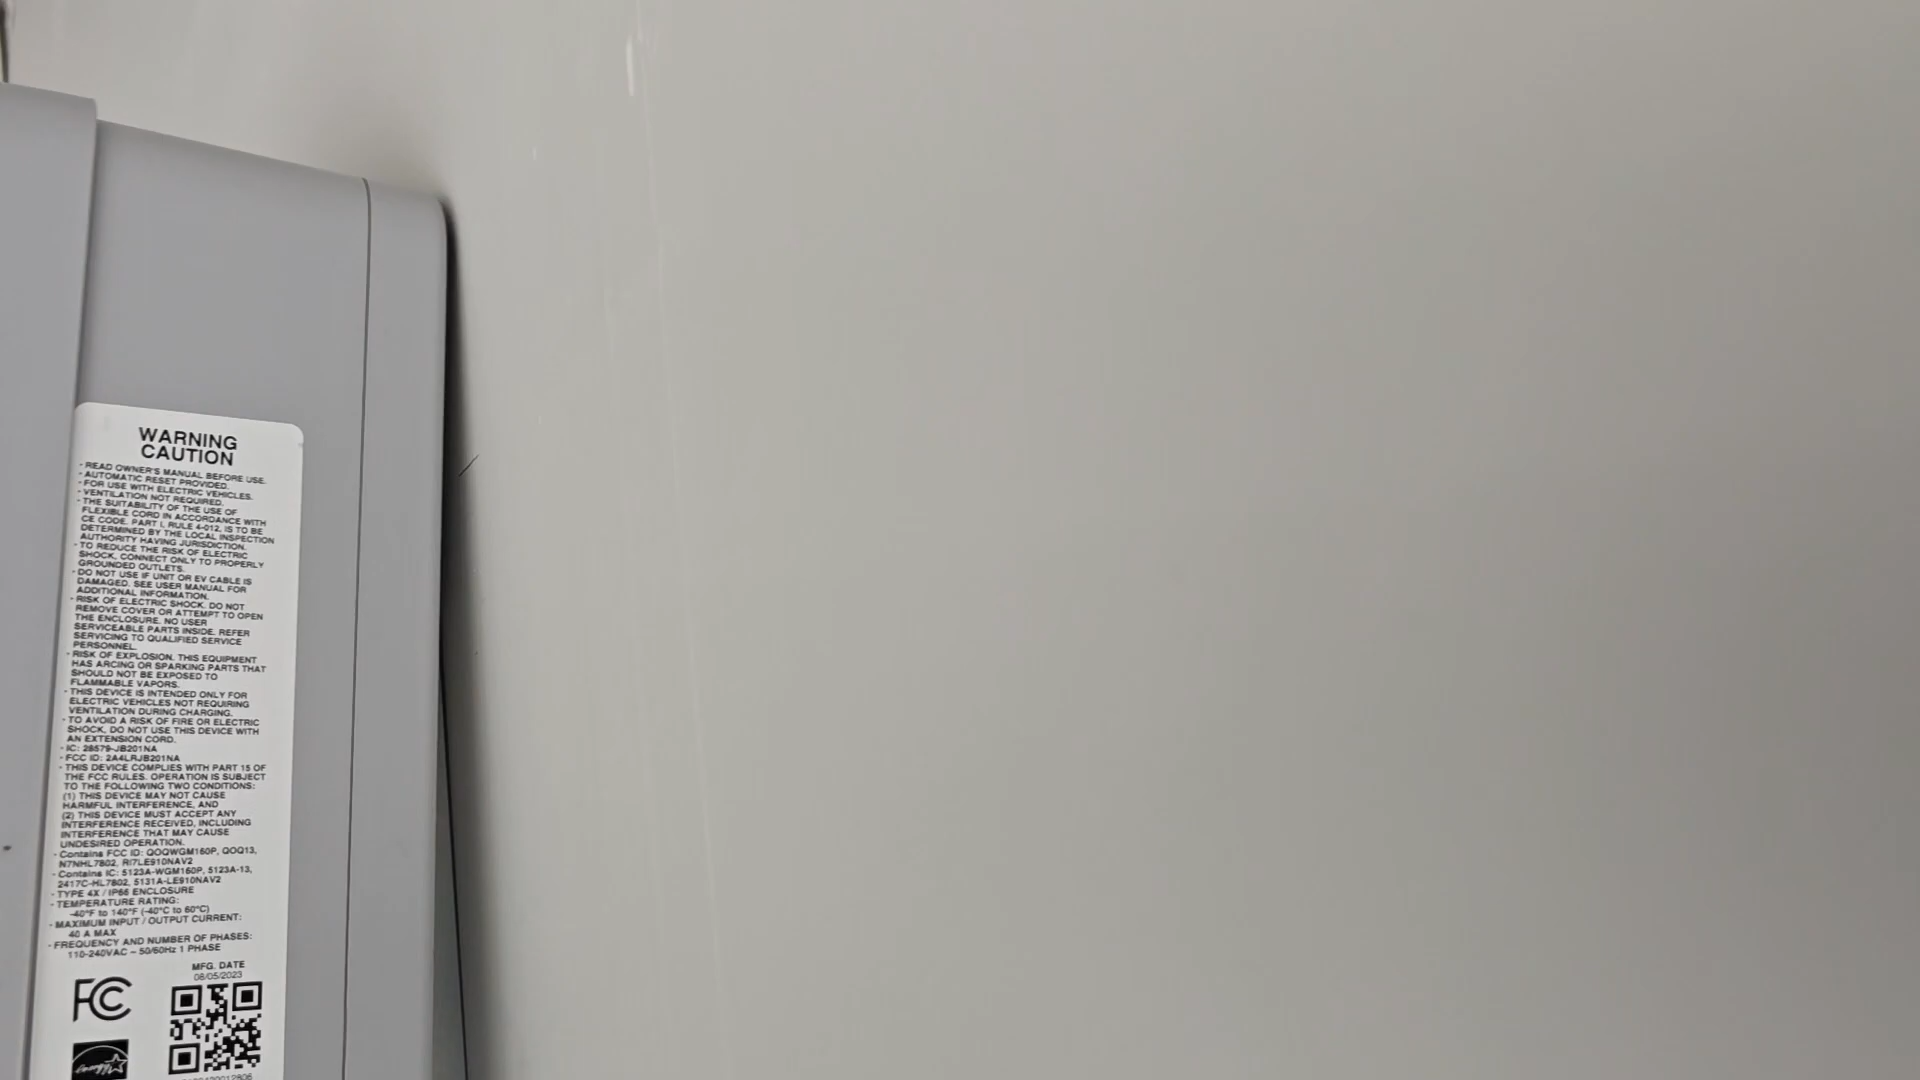 WARNING
CAUTION
- READ OWNER'S MANUAL BEFORE USE.
- AUTOMATIC RESET PROVIDED.
- FOR USE WITH ELECTRIC VEHICLES.
- VENTILATION NOT REQUIRED.
- THE SUITABILITY OF THE USE OF
FLEXIBLE CORD IN ACCORDANCE WITH
CE CODE, PART I, RULE 4-012, IS TO BE
DETERMINED BY THE LOCAL INSPECTION
AUTHORITY HAVING JURISDICTION.
- TO REDUCE THE RISK OF ELECTRIC
SHOCK, CONNECT ONLY TO PROPERLY
GROUNDED OUTLETS.
- DO NOT USE IF UNIT OR EV CABLE IS
DAMAGED. SEE USER MANUAL FOR
ADDITIONAL INFORMATION.
- RISK OF ELECTRIC SHOCK. DO NOT
REMOVE COVER OR ATTEMPT TO OPEN
THE ENCLOSURE. NO USER
SERVICEABLE PARTS INSIDE. REFER
SERVICING TO QUALIFIED SERVICE
PERSONNEL.
- RISK OF EXPLOSION. THIS EQUIPMENT
HAS ARCING OR SPARKING PARTS THAT
SHOULD NOT BE EXPOSED TO
FLAMMABLE VAPORS.
- THIS DEVICE IS INTENDED ONLY FOR
ELECTRIC VEHICLES NOT REQUIRING
VENTILATION DURING CHARGING.
- TO AVOID A RISK OF FIRE OR ELECTRIC
SHOCK, DO NOT USE THIS DEVICE WITH
AN EXTENSION CORD.
- IC: 28579-JB201NA
- FCC ID: 2A4LRJB201NA
- THIS DEVICE COMPLIES WITH PART 15 OF
THE FCC RULES. OPERATION IS SUBJECT
TO THE FOLLOWING TWO CONDITIONS:
(1) THIS DEVICE MAY NOT CAUSE
HARMFUL INTERFERENCE, AND
(2) THIS DEVICE MUST ACCEPT ANY
INTERFERENCE RECEIVED, INCLUDING
INTERFERENCE THAT MAY CAUSE
UNDESIRED OPERATION.
- Contains FCC ID: QOQWGM160P, QOQ13,
N7NHL7802, RI7LE910NAV2
- Contains IC: 5123A-WGM160P, 5123A-13,
2417C-HL7802, 5131A-LE910NAV2
- TYPE 4X / IP66 ENCLOSURE
- TEMPERATURE RATING:
-40°F to 140°F (-40°C to 60°C)
- MAXIMUM INPUT / OUTPUT CURRENT:
40 A MAX
- FREQUENCY AND NUMBER OF PHASES:
110-240VAC ~ 50/60Hz 1 PHASE
MFG. DATE
08/05/2023
FC
energy